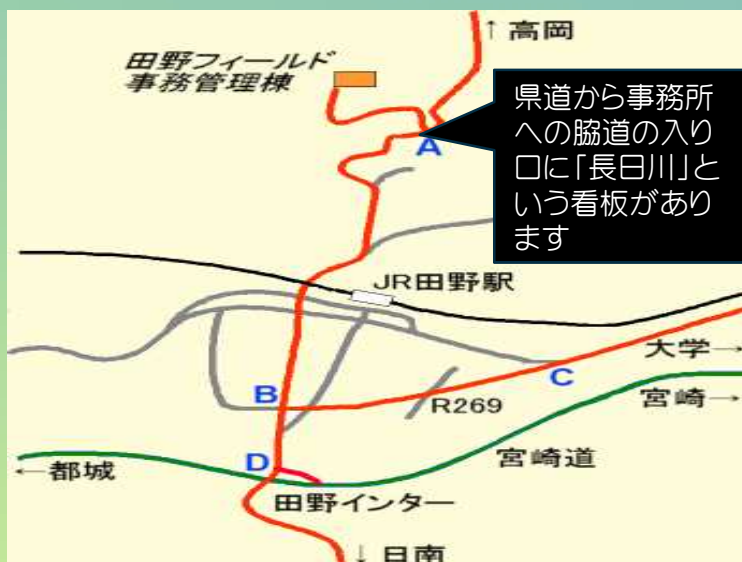 ↑高岡
田野フィールド
事務管理棟
県道から事務所
への脇道の入り
口に「長日川」と
いう看板があり
ます
A
JR田野駅
大学→
C
B
R269
宮崎→
D
宮崎道
←都城
田野インター
↓日南